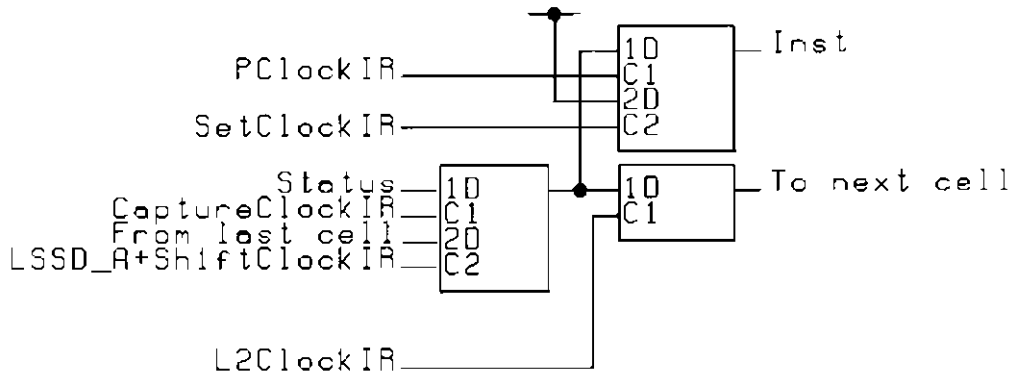 1D
Inst
PClockIR
C1
2D
SetClockIR
C2
Status
1D
1D
To next cell
CaptureClockIR
C1
C1
From last cell
2D
LSSD_A+ShiftClockIR
C2
L2ClockIR